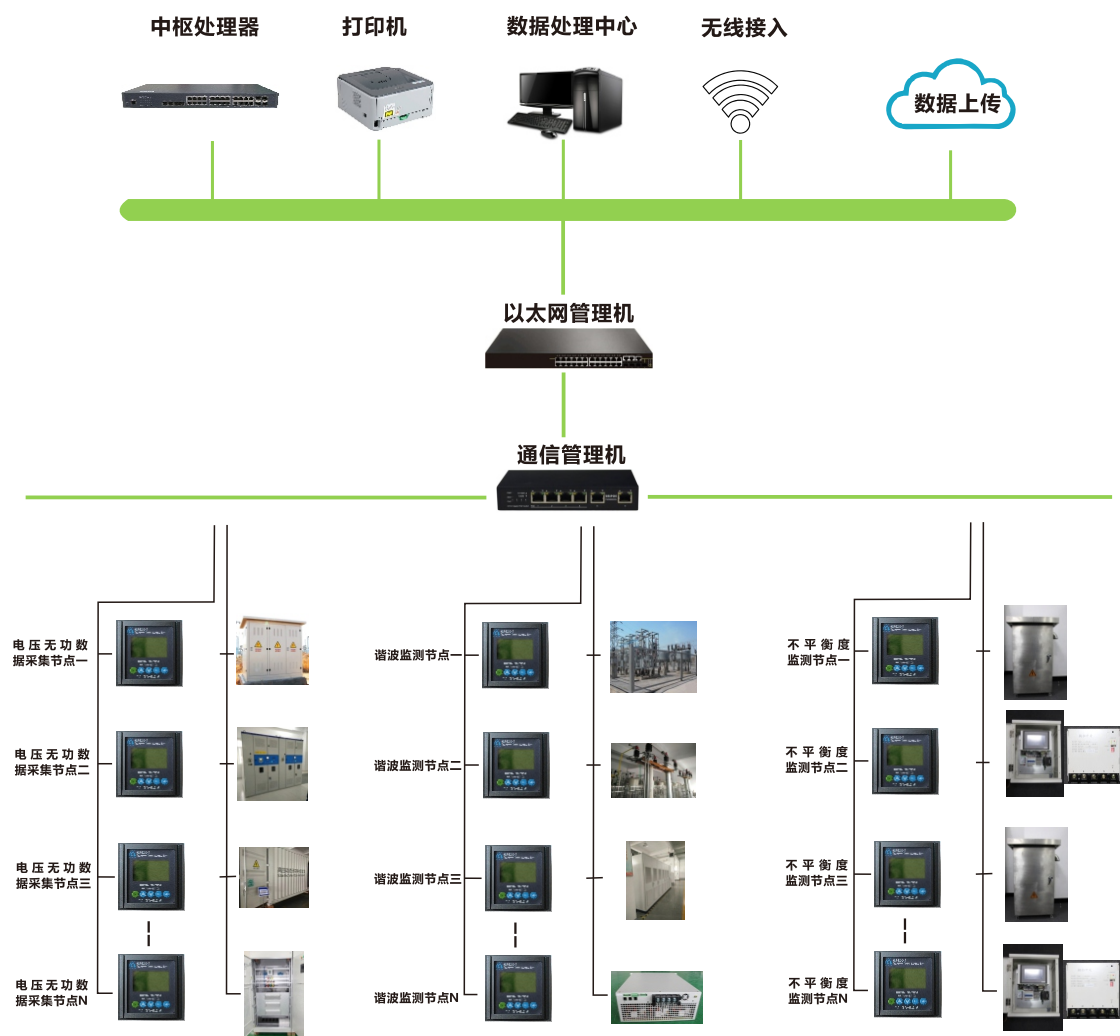 中枢处理器
打印机
数据处理中心
无线接入
数据上传
以太网管理机
通信管理机
电压无功数
据采集节点一
谐波监测节点一
不平衡度
监测节点一
电压无功数
据采集节点二
谐波监测节点二
不平衡度
监测节点二
电压无功数
据采集节点三
谐波监测节点三
不平衡度
监测节点三
电压无功数
据采集节点N
谐波监测节点N
不平衡度
监测节点N